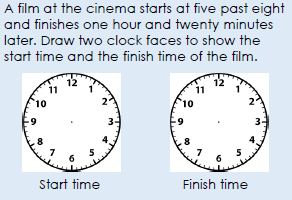 A film at the cinema starts at five past eight
and finishes one hour and twenty minutes
later. Draw two clock faces to show the
start time and the finish time of the film.
11 12 1
10 2
9 3
8 4
7 6 5
11 12 1
10 2
9 3
8 4
7 6 5
Start time
Finish time